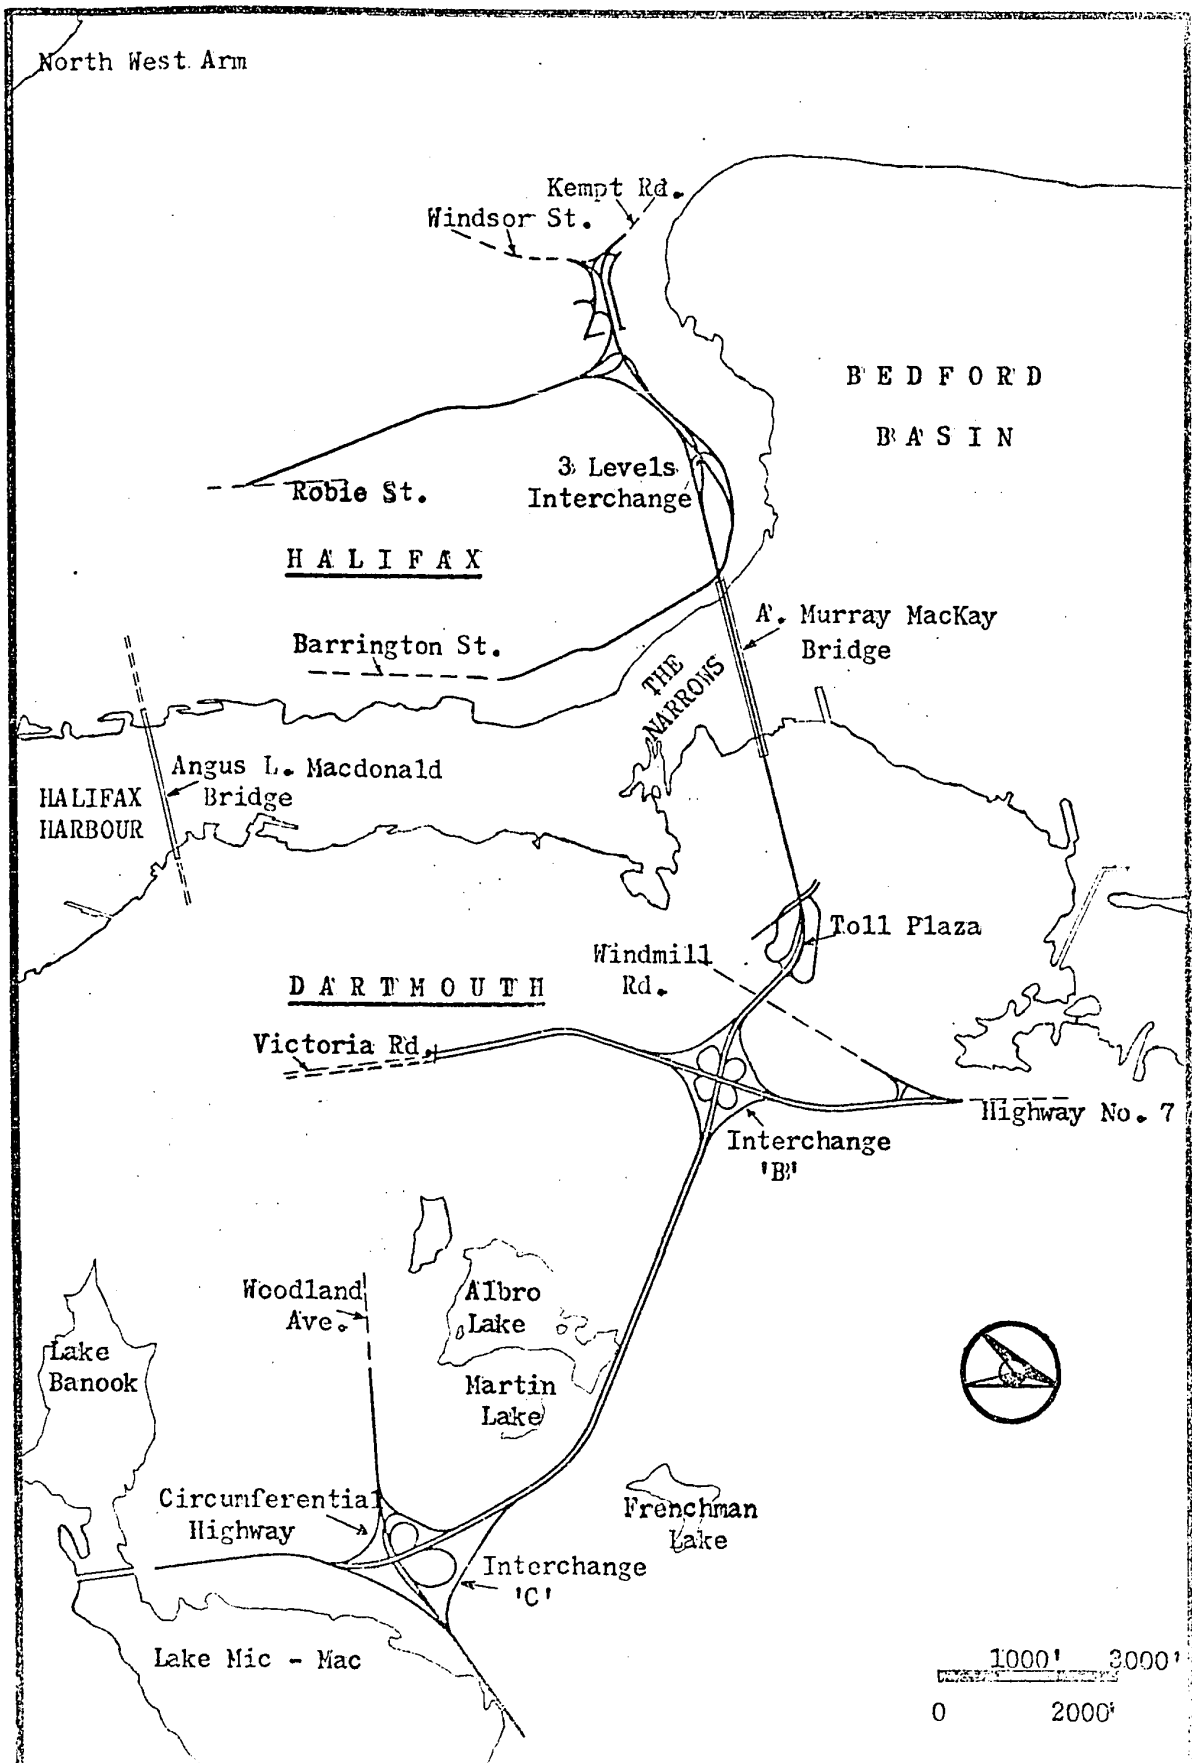 North West Arm
Kempt Rd.
Windsor St.
BEDFORD
BASIN
3 Levels
Interchange
Robie St.
HALIFAX
A. Murray MacKay
Bridge
Barrington St.
THE
NARROWS
Angus L. Macdonald
Bridge
HALIFAX
HARBOUR
Toll Plaza
Windmill
Rd.
DARTMOUTH
Victoria Rd.
Highway No. 7
Interchange
'B'
Woodland
Ave.
Albro
Lake
Lake
Banook
Martin
Lake
Circumferential
Highway
Frenchman
Lake
Interchange
'C'
Lake Mic - Mac
1000' 3000'
0 2000'